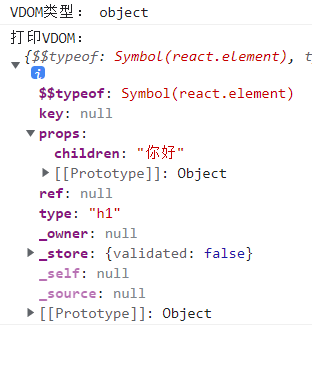 VDOM类型： object
打印VDOM：
{$$typeof: Symbol(react.element), t
i
$$typeof: Symbol(react.element)
key: null
props:
children: "你好"
[[Prototype]]: Object
ref: null
type: "h1"
_owner: null
_store: {validated: false}
_self: null
_source: null
[[Prototype]]: Object